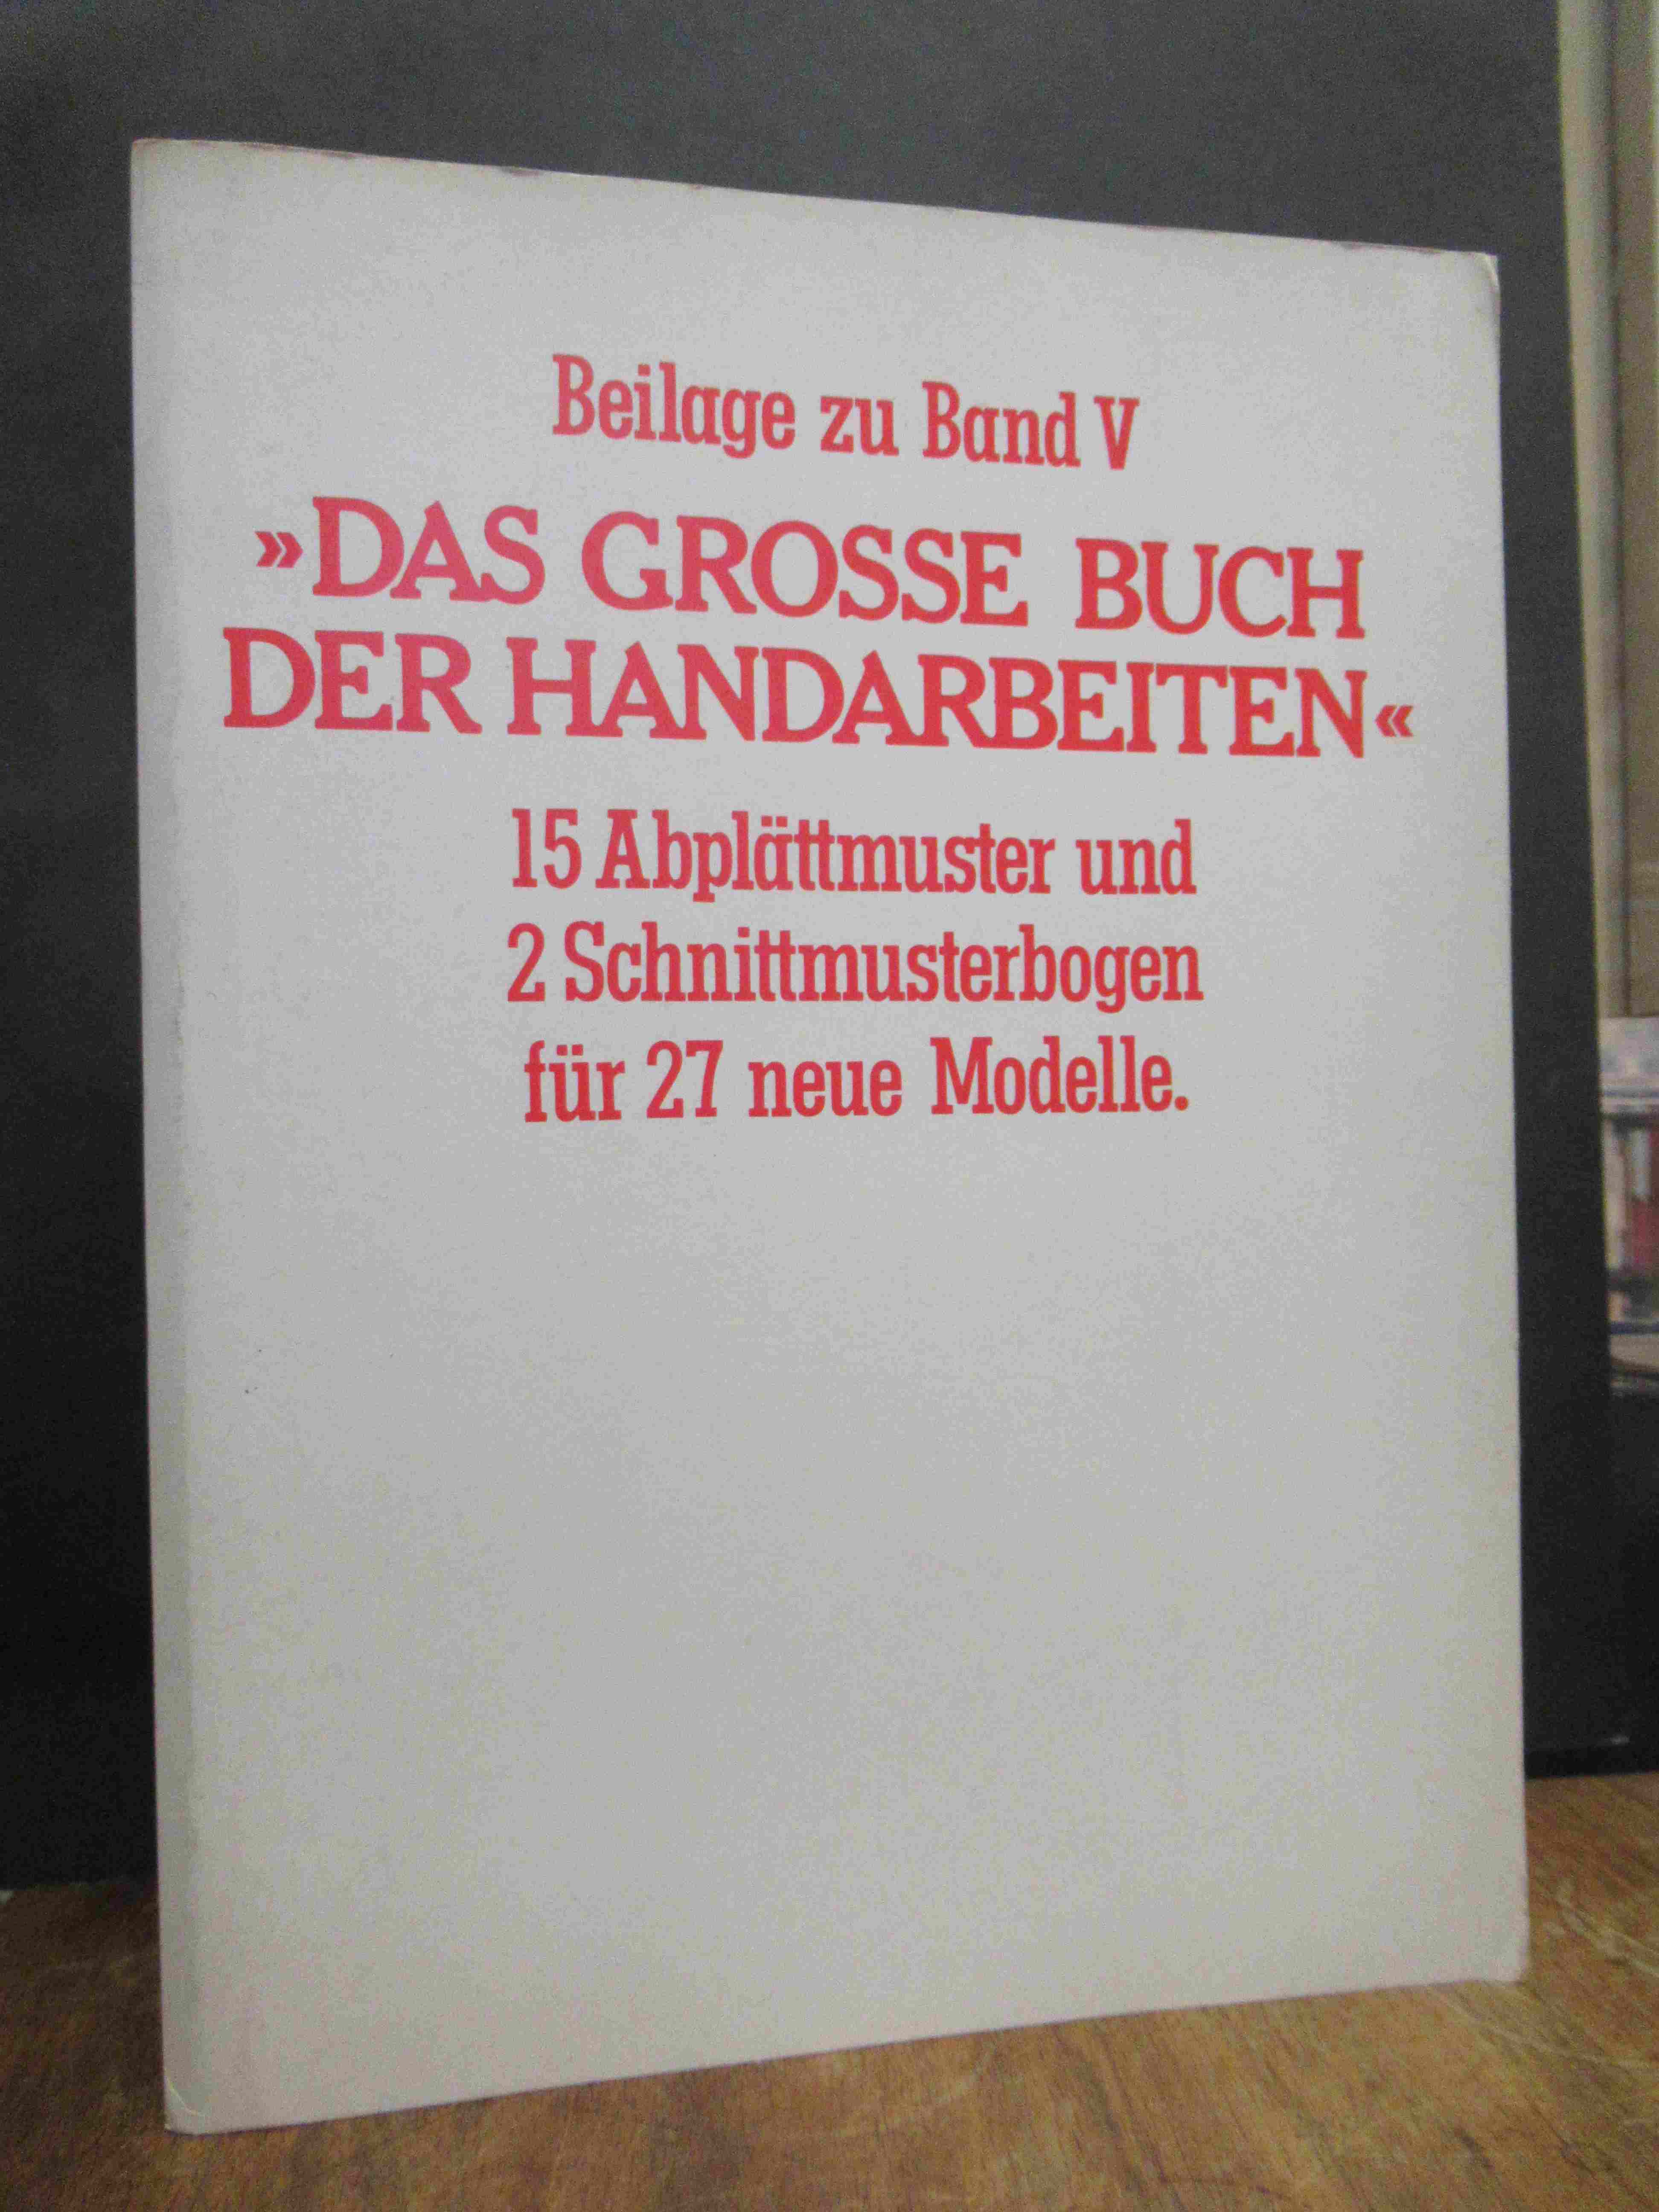 Beilage zu Band V
»DAS GROSSE BUCH
DER HANDARBEITEN«
15 Abplättmuster und
2 Schnittmusterbogen
für 27 neue Modelle.